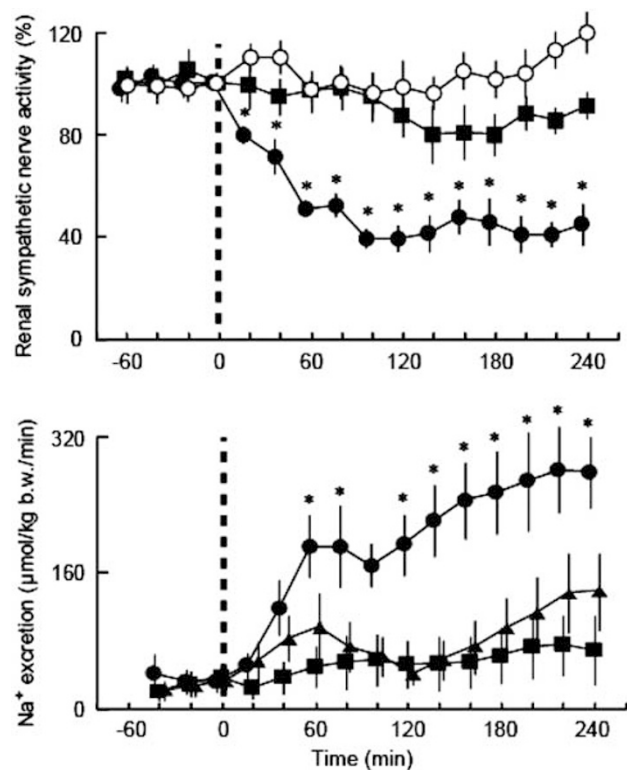 Renal sympathetic nerve activity (%)
120
80
40
0
* * * * * * * * * * * *
-60 0 60 120 180 240
Na⁺ excretion (μmol/kg b.w./min)
320
160
0
* * * * * * * * *
-60 0 60 120 180 240
Time (min)